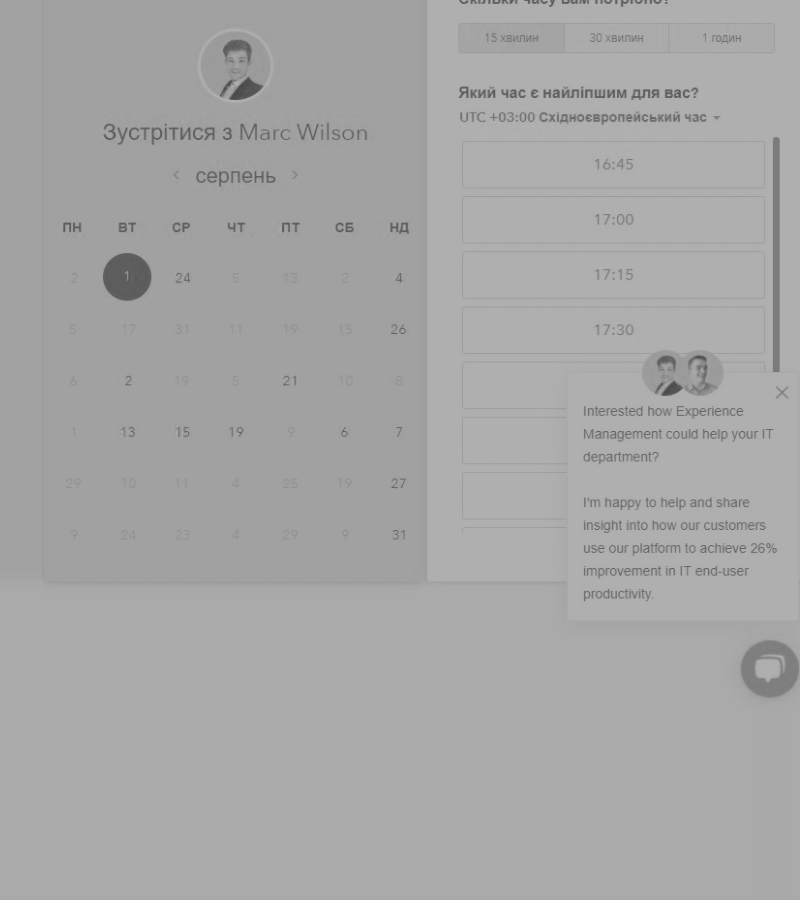 Скільки часу вам потрібно?
15 хвилин 30 хвилин 1 годин
Зустрітися з Marc Wilson
серпень
ПН ВТ СР ЧТ ПТ СБ НД
2 1 24 5 13 2 4
5 17 31 11 19 15 26
6 2 19 5 21 10 8
1 13 15 19 9 6 7
29 10 11 4 25 19 27
9 24 23 4 29 9 31
Який час є найліпшим для вас?
UTC +03:00 Східноєвропейський час
16:45
17:00
17:15
17:30
Interested how Experience
Management could help your IT
department?
I'm happy to help and share
insight into how our customers
use our platform to achieve 26%
improvement in IT end-user
productivity.